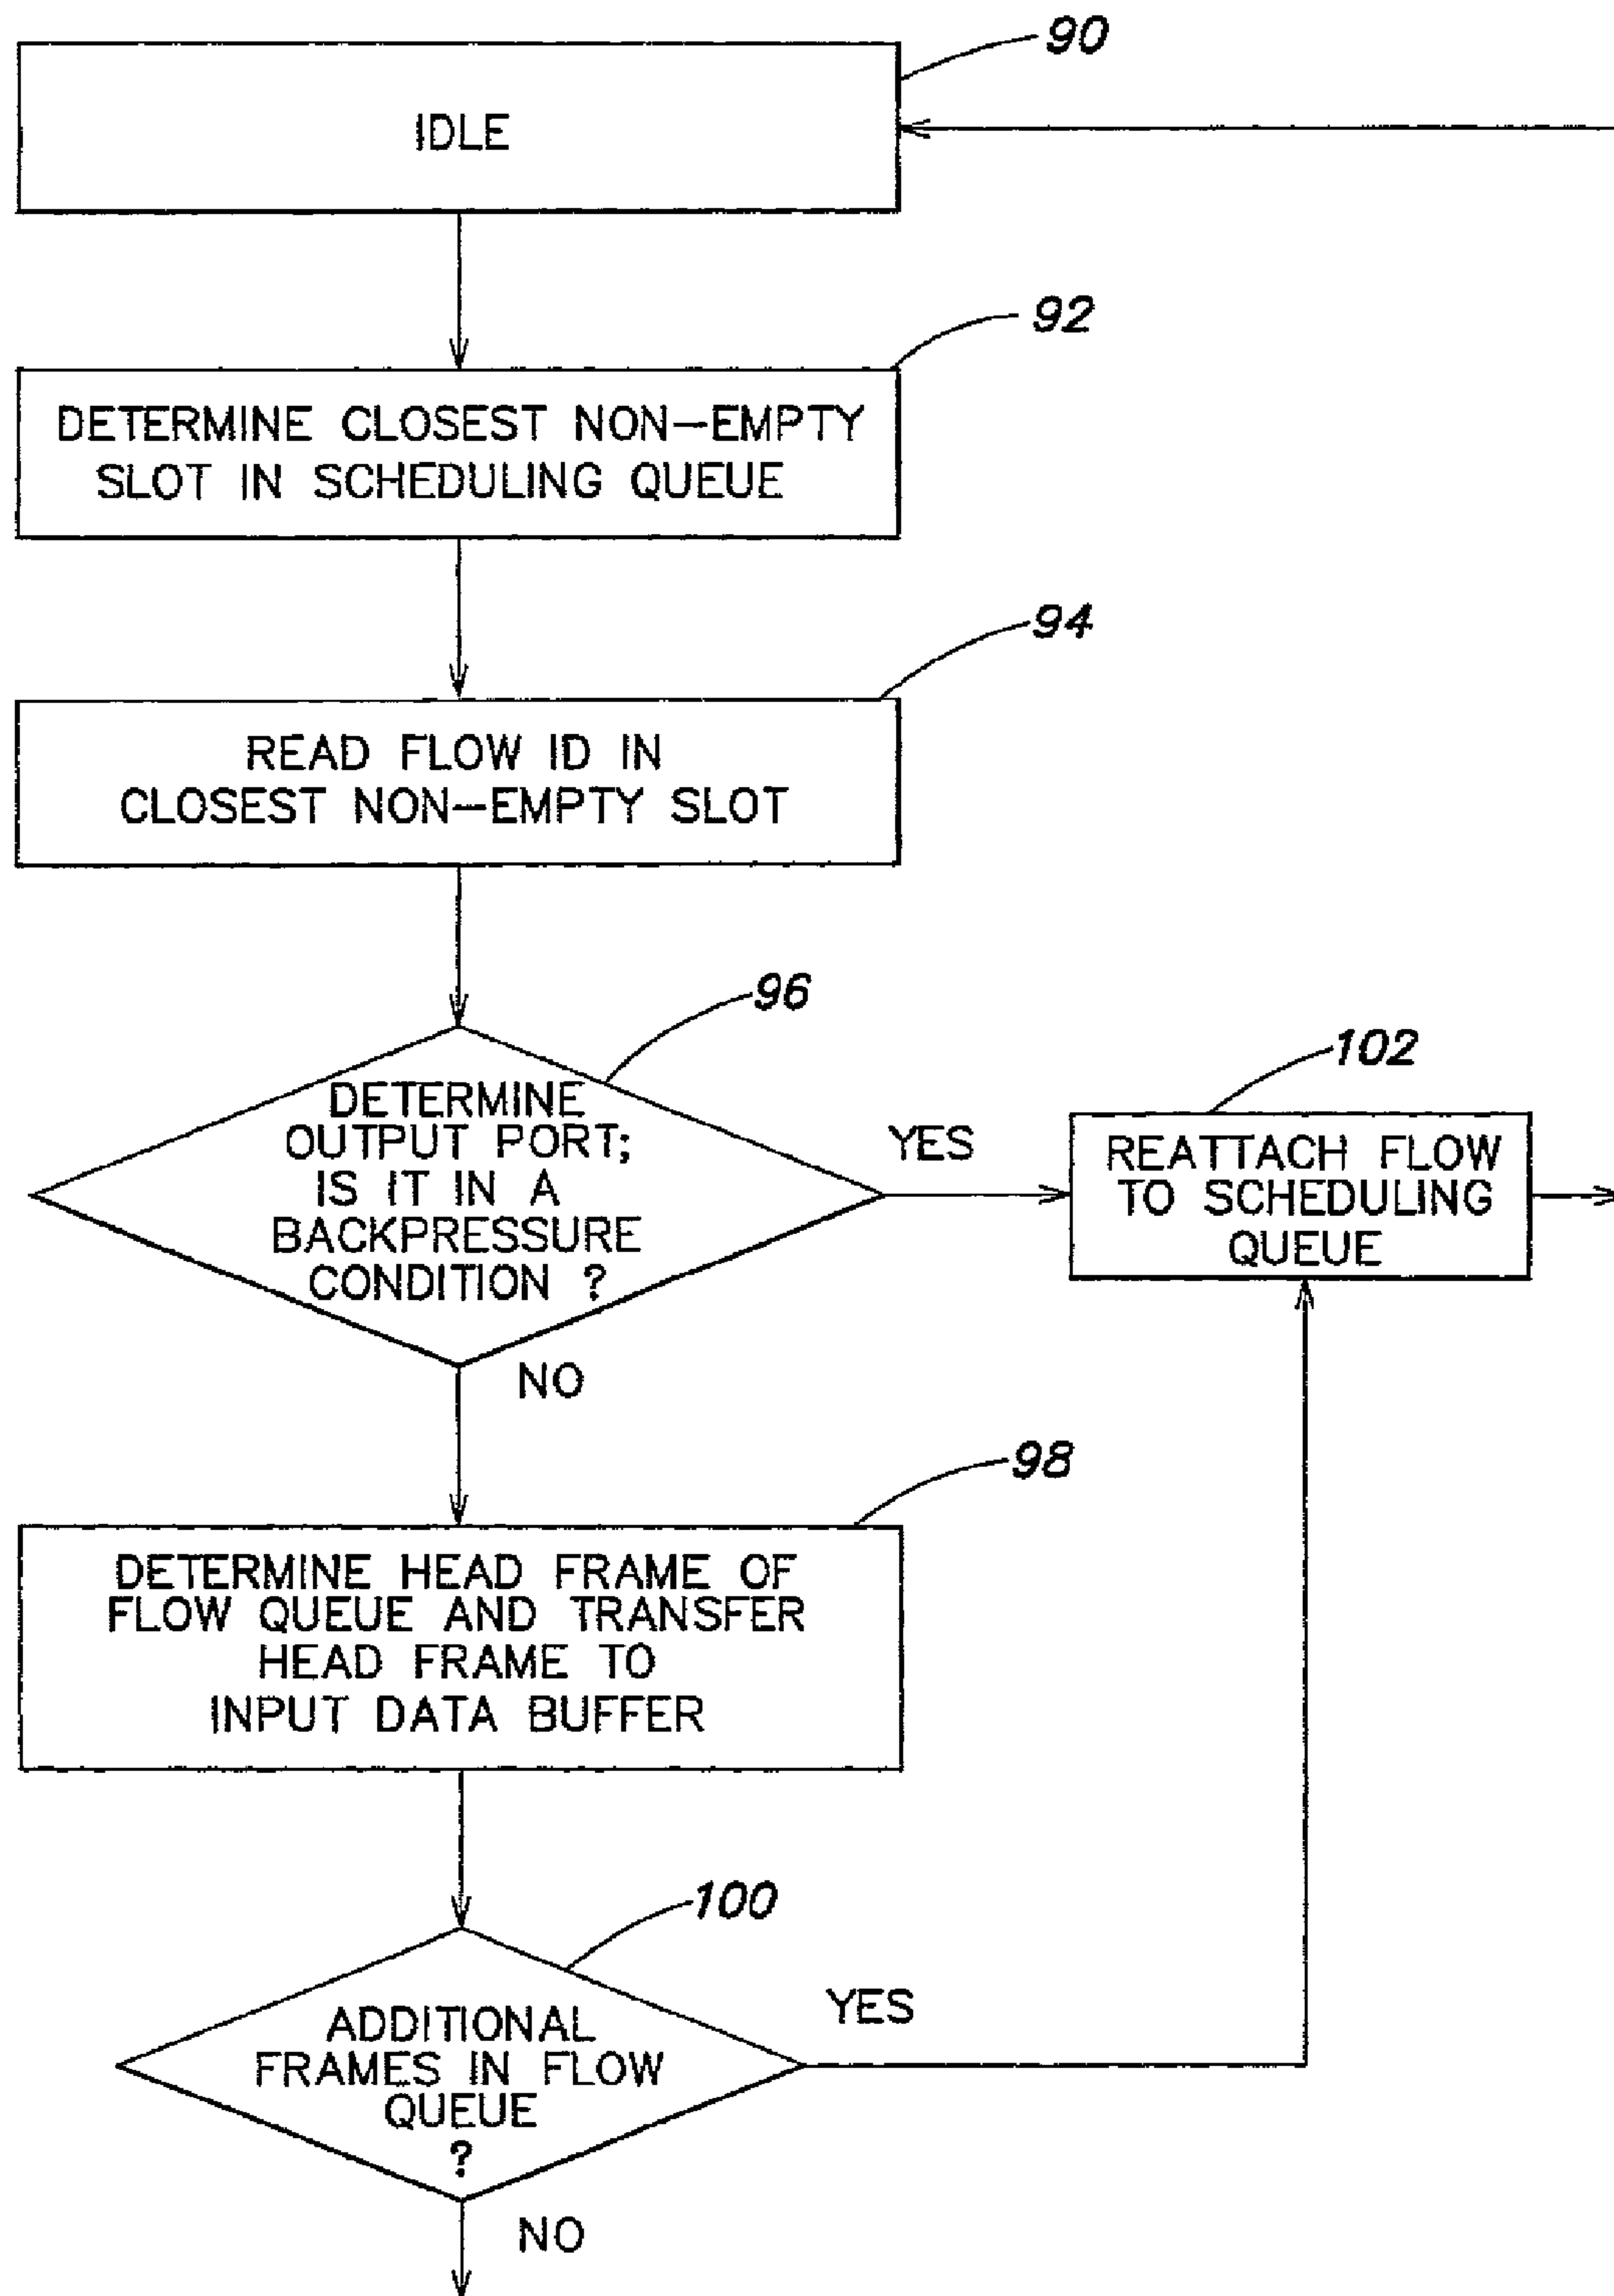 90
IDLE
92
DETERMINE CLOSEST NON-EMPTY
SLOT IN SCHEDULING QUEUE
94
READ FLOW ID IN
CLOSEST NON-EMPTY SLOT
96
DETERMINE
OUTPUT PORT;
IS IT IN A
BACKPRESSURE
CONDITION ?
YES
102
REATTACH FLOW
TO SCHEDULING
QUEUE
NO
98
DETERMINE HEAD FRAME OF
FLOW QUEUE AND TRANSFER
HEAD FRAME TO
INPUT DATA BUFFER
100
ADDITIONAL
FRAMES IN FLOW
QUEUE
?
YES
NO